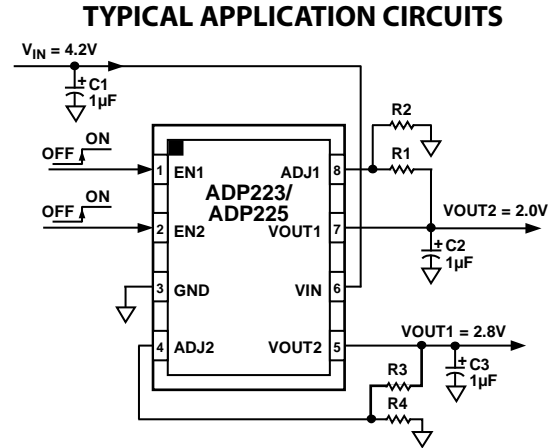 TYPICAL APPLICATION CIRCUITS
VIN = 4.2V
+ C1
1µF
OFF ON
OFF ON
R2
R1
1 EN1
ADJ1 8
ADP223/
ADP225
2 EN2
VOUT1 7
VOUT2 = 2.0V
+ C2
1µF
3 GND
VIN 6
4 ADJ2
VOUT2 5
VOUT1 = 2.8V
R3
R4
+ C3
1µF